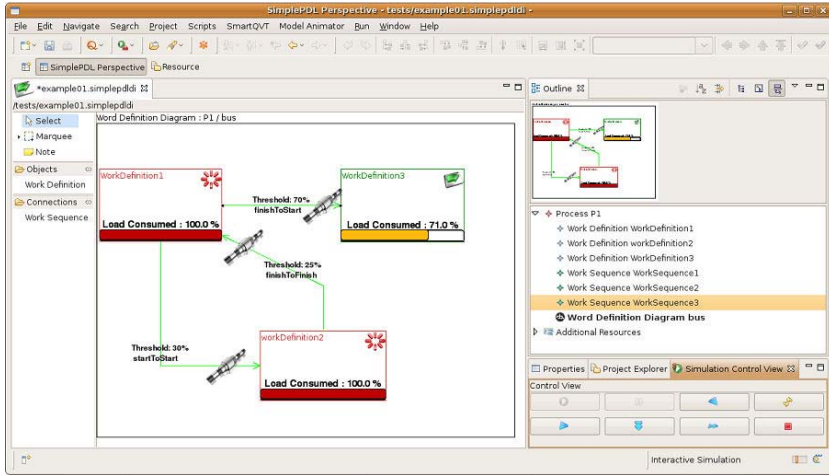 SimplePDL Perspective - tests/example01.simplepdldi -
File Edit Navigate Search Project Scripts SmartQVT Model Animator Run Window Help
SimplePDL Perspective Resource
*example01.simplepdldi
/tests/example01.simplepdldi
Select
Marquee
Note
Objects
Work Definition
Connections
Work Sequence
Word Definition Diagram : P1 / bus
WorkDefinition1
Load Consumed : 100.0 %
Threshold: 70%
finishToStart
WorkDefinition3
Load Consumed : 71.0 %
Threshold: 25%
finishToFinish
Threshold: 30%
startToStart
workDefinition2
Load Consumed : 100.0 %
Outline
Process P1
Work Definition WorkDefinition1
Work Definition workDefinition2
Work Definition WorkDefinition3
Work Sequence WorkSequence1
Work Sequence WorkSequence2
Work Sequence WorkSequence3
Word Definition Diagram bus
Additional Resources
Properties Project Explorer Simulation Control View
Control View
Interactive Simulation